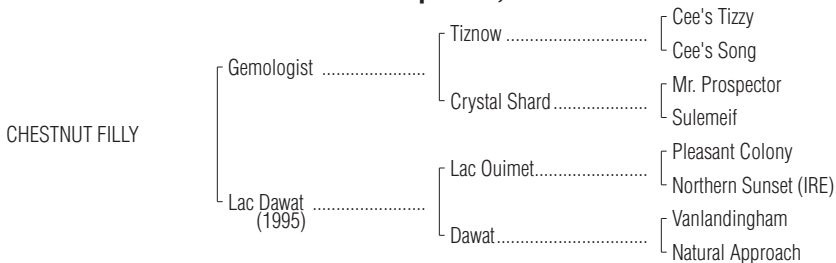 Cee's Tizzy
Tiznow ..............................
Cee's Song
Gemologist ......................
Mr. Prospector
Crystal Shard....................
Sulemeif
CHESTNUT FILLY
Pleasant Colony
Lac Ouimet........................
Northern Sunset (IRE)
Lac Dawat ........................
(1995)
Vanlandingham
Dawat................................
Natural Approach